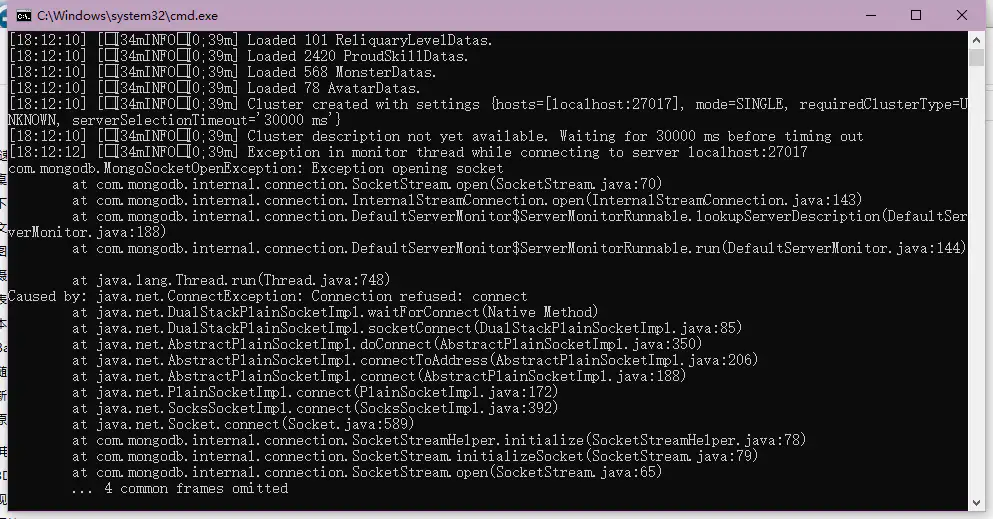 C:\Windows\system32\cmd.exe
[18:12:10] [□[34mINFO□[0;39m] Loaded 101 ReliquaryLevelDatas.
[18:12:10] [□[34mINFO□[0;39m] Loaded 2420 ProudSkillDatas.
[18:12:10] [□[34mINFO□[0;39m] Loaded 568 MonsterDatas.
[18:12:10] [□[34mINFO□[0;39m] Loaded 78 AvatarDatas.
[18:12:10] [□[34mINFO□[0;39m] Cluster created with settings {hosts=[localhost:27017], mode=SINGLE, requiredClusterType=U
NKNOWN, serverSelectionTimeout='30000 ms'}
[18:12:10] [□[34mINFO□[0;39m] Cluster description not yet available. Waiting for 30000 ms before timing out
[18:12:12] [□[34mINFO□[0;39m] Exception in monitor thread while connecting to server localhost:27017
com.mongodb.MongoSocketOpenException: Exception opening socket
at com.mongodb.internal.connection.SocketStream.open(SocketStream.java:70)
at com.mongodb.internal.connection.InternalStreamConnection.open(InternalStreamConnection.java:143)
at com.mongodb.internal.connection.DefaultServerMonitor$ServerMonitorRunnable.lookupServerDescription(DefaultSer
verMonitor.java:188)
at com.mongodb.internal.connection.DefaultServerMonitor$ServerMonitorRunnable.run(DefaultServerMonitor.java:144)
at java.lang.Thread.run(Thread.java:748)
Caused by: java.net.ConnectException: Connection refused: connect
at java.net.DualStackPlainSocketImpl.waitForConnect(Native Method)
at java.net.DualStackPlainSocketImpl.socketConnect(DualStackPlainSocketImpl.java:85)
at java.net.AbstractPlainSocketImpl.doConnect(AbstractPlainSocketImpl.java:350)
at java.net.AbstractPlainSocketImpl.connectToAddress(AbstractPlainSocketImpl.java:206)
at java.net.AbstractPlainSocketImpl.connect(AbstractPlainSocketImpl.java:188)
at java.net.PlainSocketImpl.connect(PlainSocketImpl.java:172)
at java.net.SocksSocketImpl.connect(SocksSocketImpl.java:392)
at java.net.Socket.connect(Socket.java:589)
at com.mongodb.internal.connection.SocketStreamHelper.initialize(SocketStreamHelper.java:78)
at com.mongodb.internal.connection.SocketStream.initializeSocket(SocketStream.java:79)
at com.mongodb.internal.connection.SocketStream.open(SocketStream.java:65)
... 4 common frames omitted